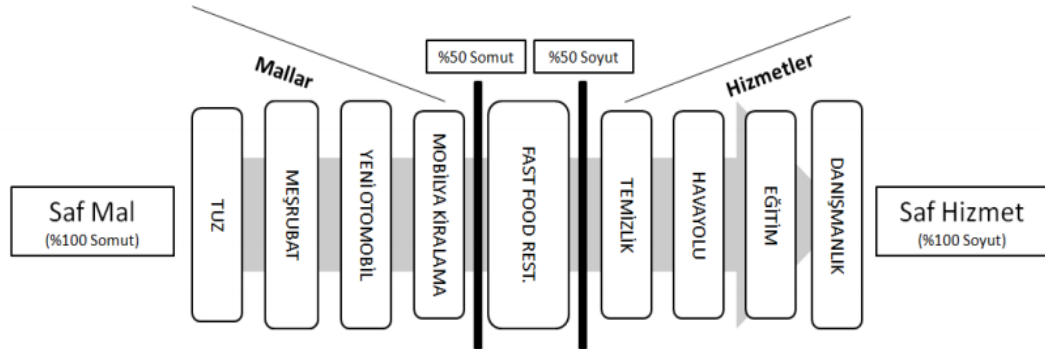 %50 Somut
%50 Soyut
Mallar
Hizmetler
Saf Mal
(%100 Somut)
TUZ
MEŞRUBAT
YENİ OTOMOBİL
MOBİLYA KİRALAMA
FAST FOOD REST.
TEMİZLİK
HAVAYOLU
EĞİTİM
DANIŞMANLIK
Saf Hizmet
(%100 Soyut)